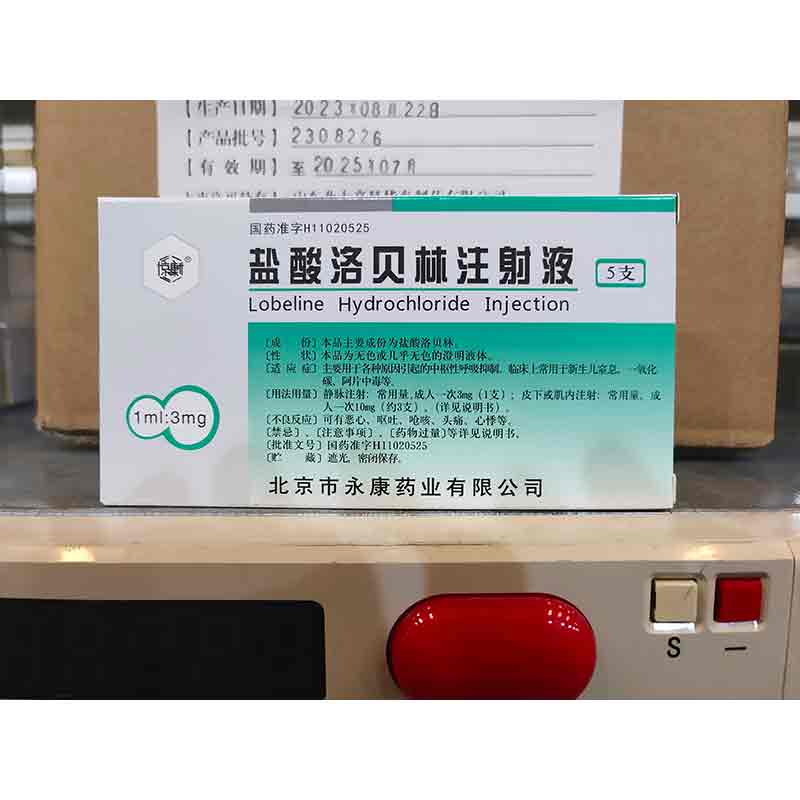 【生产日期】 2023年08月22日
【产品批号】 2308226
【有 效 期】 至 2025年07月
国药准字H11020525
盐酸洛贝林注射液
5支
Lobeline Hydrochloride Injection
〔成 份〕本品主要成份为盐酸洛贝林。
〔性 状〕本品为无色或几乎无色的澄明液体。
〔适 应 症〕主要用于各种原因引起的中枢性呼吸抑制。临床上常用于新生儿窒息，一氧化
碳、阿片中毒等。
〔用法用量〕静脉注射：常用量，成人一次3mg（1支）；皮下或肌内注射：常用量，成
人一次10mg（约3支）。（详见说明书）。
〔不良反应〕可有恶心、呕吐、呛咳、头痛、心悸等。
〔禁忌〕、〔注意事项〕、〔药物过量〕等详见说明书。
〔批准文号〕国药准字H11020525
〔贮 藏〕遮光，密闭保存。
1ml:3mg
北京市永康药业有限公司
S